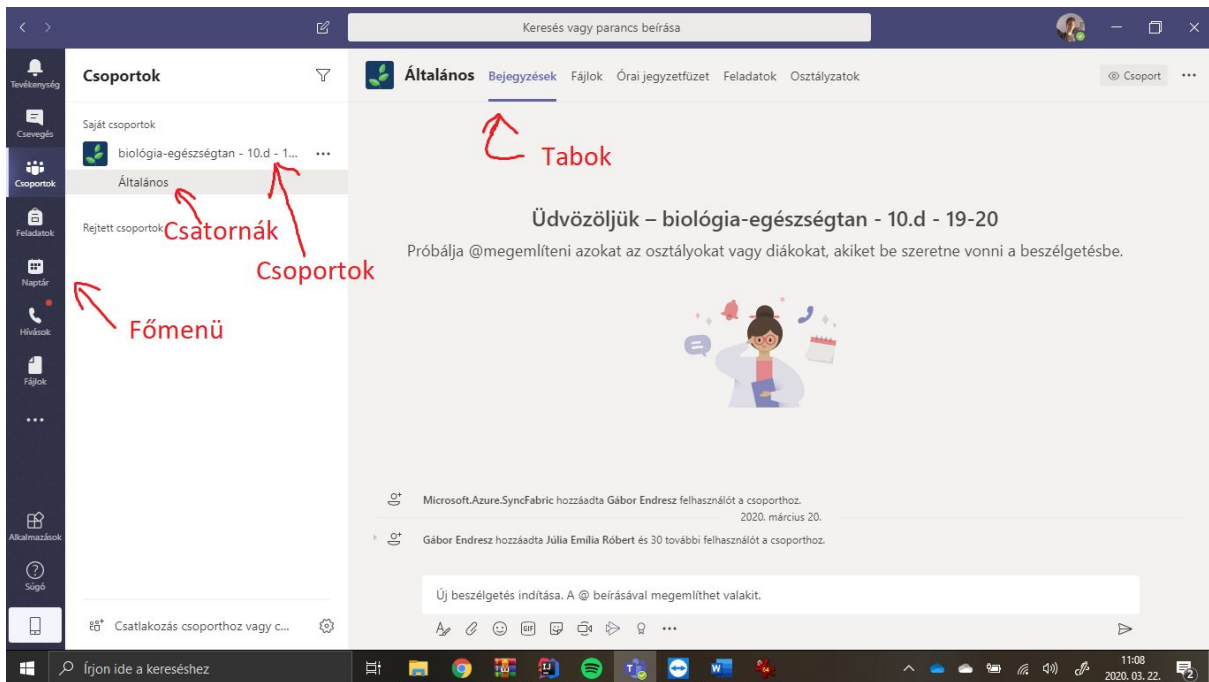 Keresés vagy parancs beírása
Tevékenység
Csevegés
Csoportok
Feladatok
Naptár
Hívások
Fájlok
Alkalmazások
Súgó
Csoportok
Saját csoportok
biológia-egészségtan - 10.d - 1...
Általános
Rejtett csoportok
Csatornák
Csoportok
Főmenü
Általános Bejegyzések Fájlok Órai jegyzetfüzet Feladatok Osztályzatok
Csoport
Tabok
Üdvözöljük – biológia-egészségtan - 10.d - 19-20
Próbálja @megemlíteni azokat az osztályokat vagy diákokat, akiket be szeretne vonni a beszélgetésbe.
Microsoft.Azure.SyncFabric hozzáadta Gábor Endresz felhasználót a csoporthoz.
2020. március 20.
Gábor Endresz hozzáadta Júlia Emília Róbert és 30 további felhasználót a csoporthoz.
Új beszélgetés indítása. A @ beírásával megemlíthet valakit.
GIF
Csatlakozás csoporthoz vagy c...
Írjon ide a kereséshez
11:08
2020. 03. 22.
2